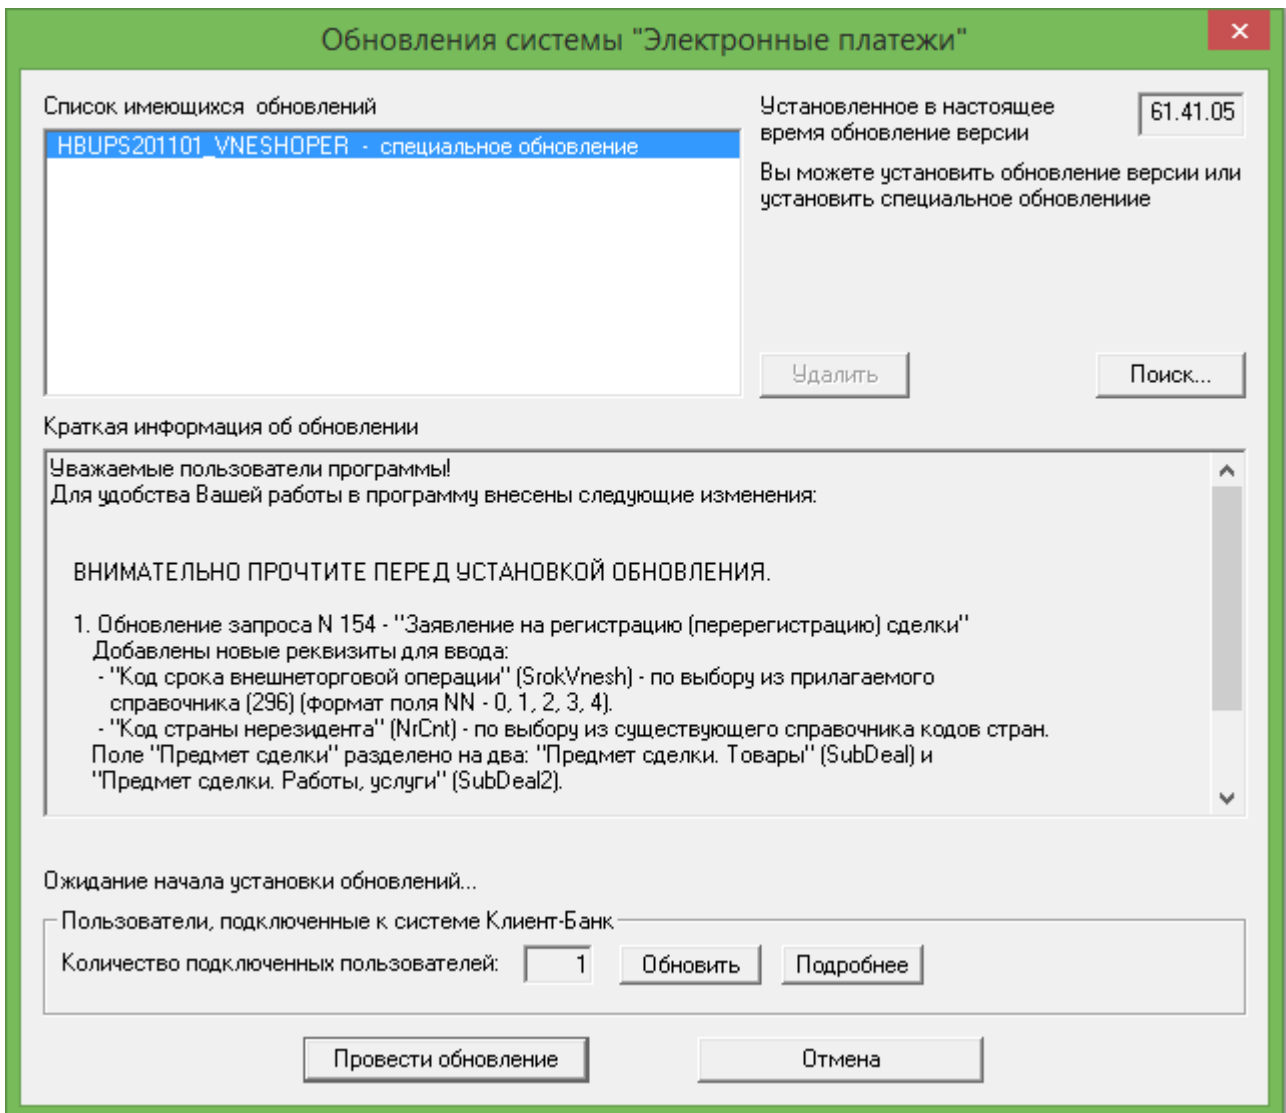 Обновления системы "Электронные платежи"
Список имеющихся обновлений
HBUPS201101_VNESHOPER - специальное обновление
Установленное в настоящее
время обновление версии
61.41.05
Вы можете установить обновление версии или
установить специальное обновлениие
Удалить
Поиск...
Краткая информация об обновлении
Уважаемые пользователи программы!
Для удобства Вашей работы в программу внесены следующие изменения:
ВНИМАТЕЛЬНО ПРОЧТИТЕ ПЕРЕД УСТАНОВКОЙ ОБНОВЛЕНИЯ.
1. Обновление запроса N 154 - "Заявление на регистрацию (перерегистрацию) сделки"
Добавлены новые реквизиты для ввода:
- "Код срока внешнеторговой операции" (SrokVnesh) - по выбору из прилагаемого
справочника (296) (формат поля NN - 0, 1, 2, 3, 4).
- "Код страны нерезидента" (NrCnt) - по выбору из существующего справочника кодов стран.
Поле "Предмет сделки" разделено на два: "Предмет сделки. Товары" (SubDeal) и
"Предмет сделки. Работы, услуги" (SubDeal2).
Ожидание начала установки обновлений...
Пользователи, подключенные к системе Клиент-Банк
Количество подключенных пользователей: 1 Обновить Подробнее
Провести обновление
Отмена